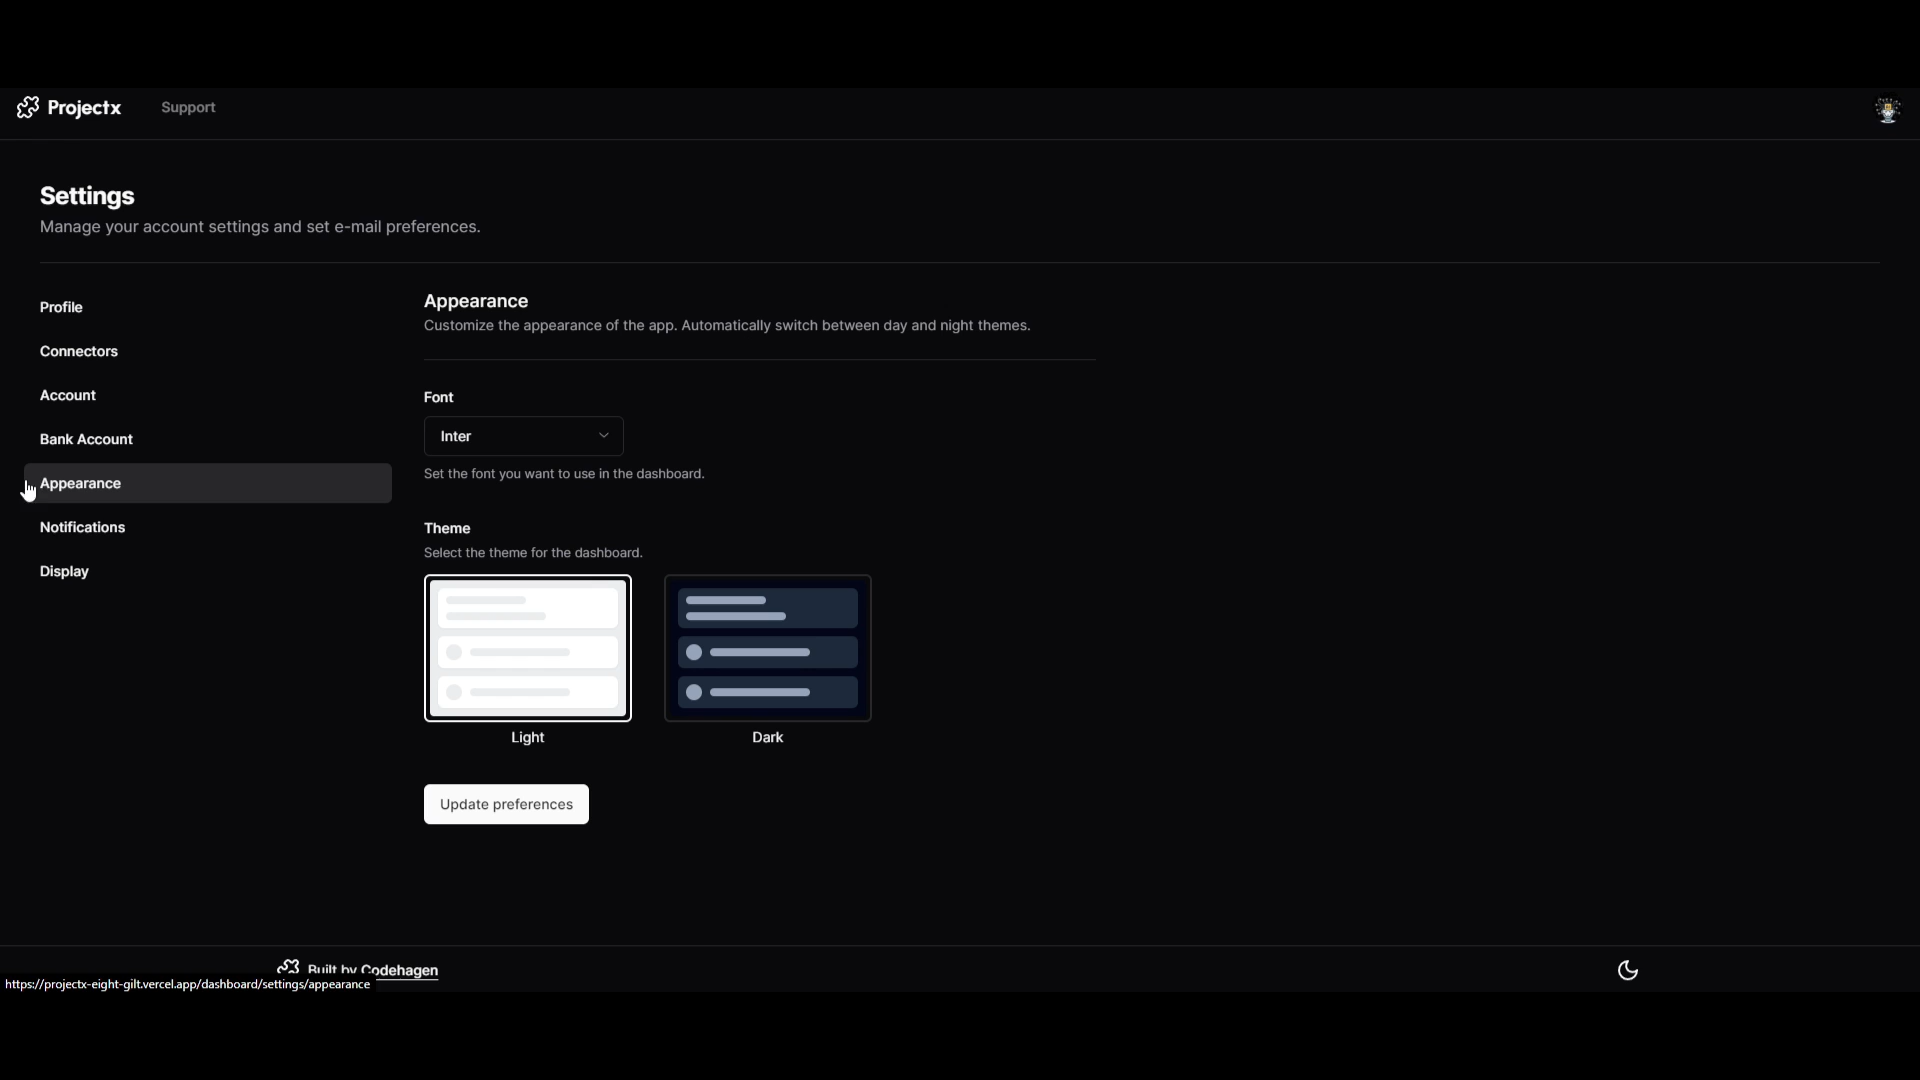 Projectx
Support
Settings
Manage your account settings and set e-mail preferences.
Profile
Connectors
Account
Bank Account
Appearance
Notifications
Display
Appearance
Customize the appearance of the app. Automatically switch between day and night themes.
Font
Inter
Set the font you want to use in the dashboard.
Theme
Select the theme for the dashboard.
Light
Dark
Update preferences
Built by Codehagen
https://projectx-eight-gilt.vercel.app/dashboard/settings/appearance